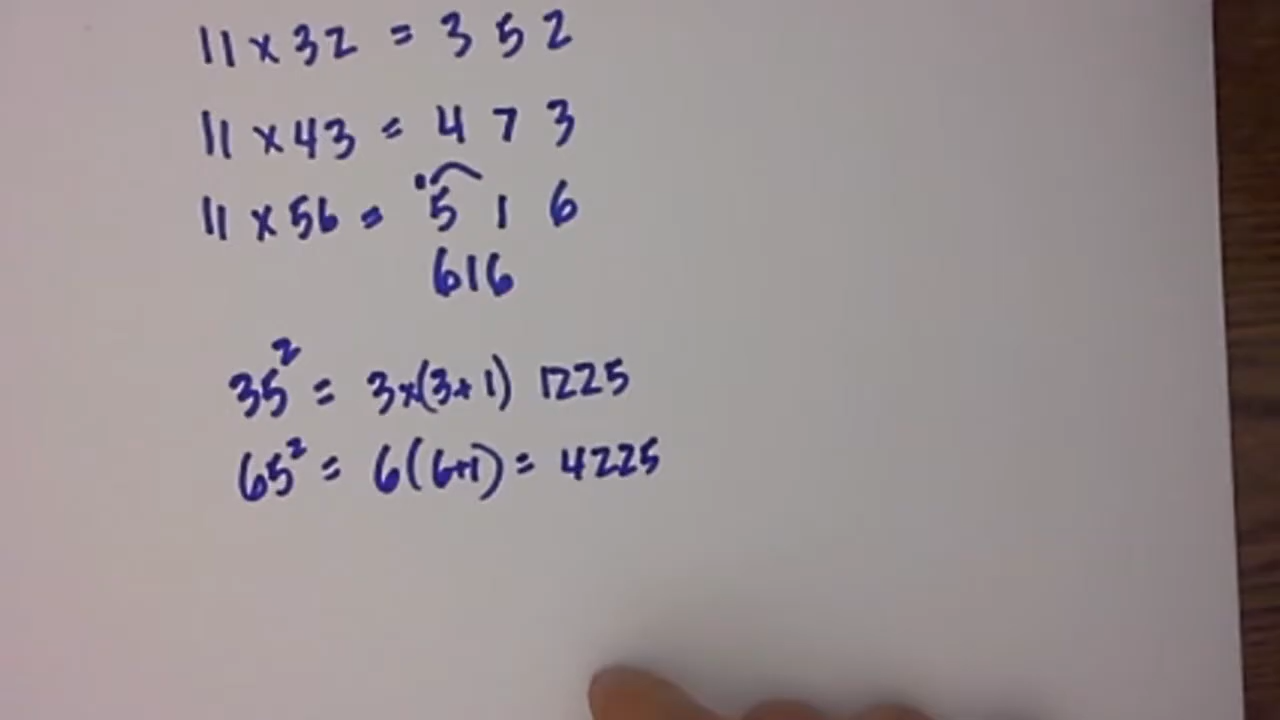 11 x 32 = 3 5 2
11 x 43 = 4 7 3
11 x 56 = 5 1 6
616
35² = 3x(3+1) 1225
65² = 6(6+1) = 4225